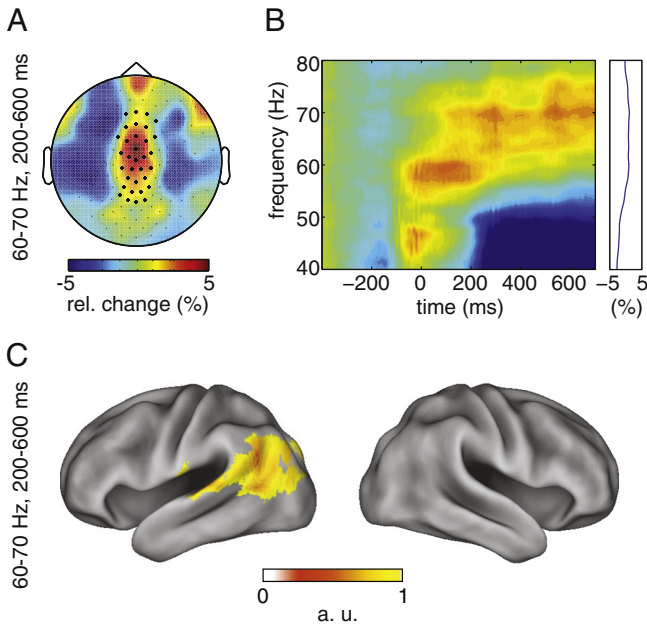 A
60-70 Hz, 200-600 ms
-5
5
rel. change (%)
B
frequency (Hz)
80
70
60
50
40
−200
0
200
400
600
time (ms)
−5
5
(%)
C
60-70 Hz, 200-600 ms
0
1
a. u.